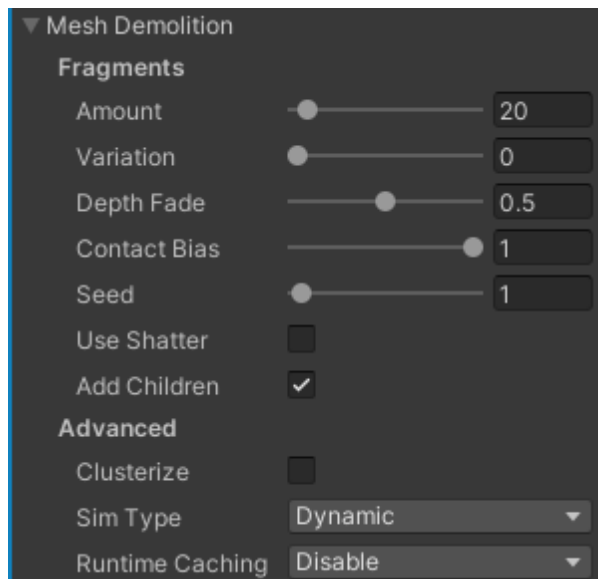 Mesh Demolition
Fragments
Amount 20
Variation 0
Depth Fade 0.5
Contact Bias 1
Seed 1
Use Shatter
Add Children
Advanced
Clusterize
Sim Type Dynamic
Runtime Caching Disable